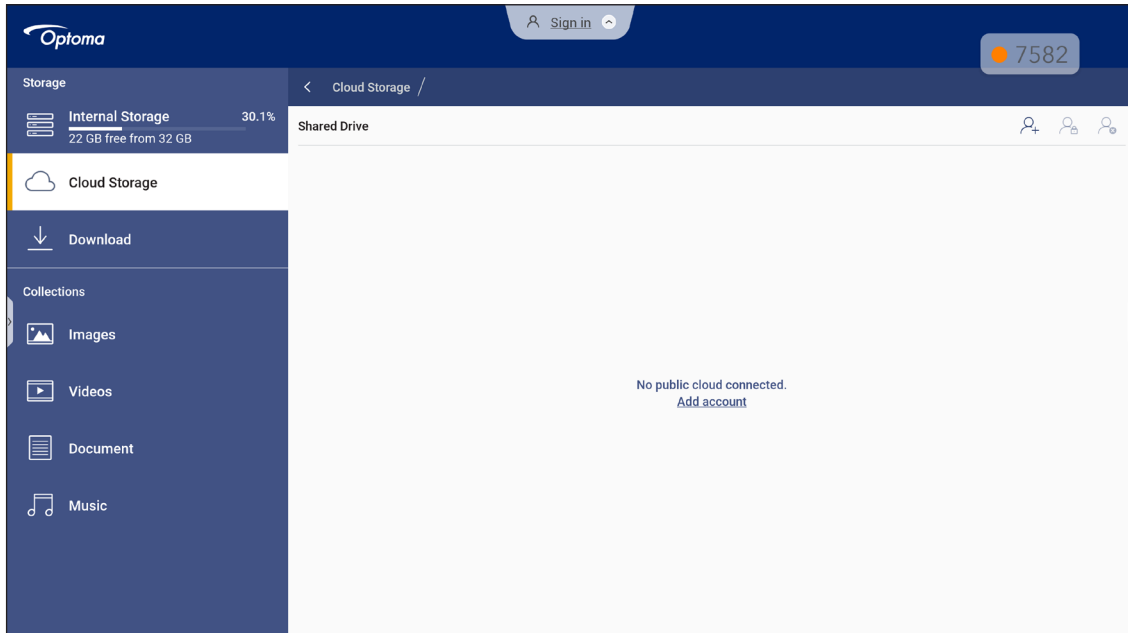 Optoma
Sign in
7582
Storage
Internal Storage 30.1%
22 GB free from 32 GB
Cloud Storage
Download
Collections
Images
Videos
Document
Music
Cloud Storage /
Shared Drive
No public cloud connected.
Add account